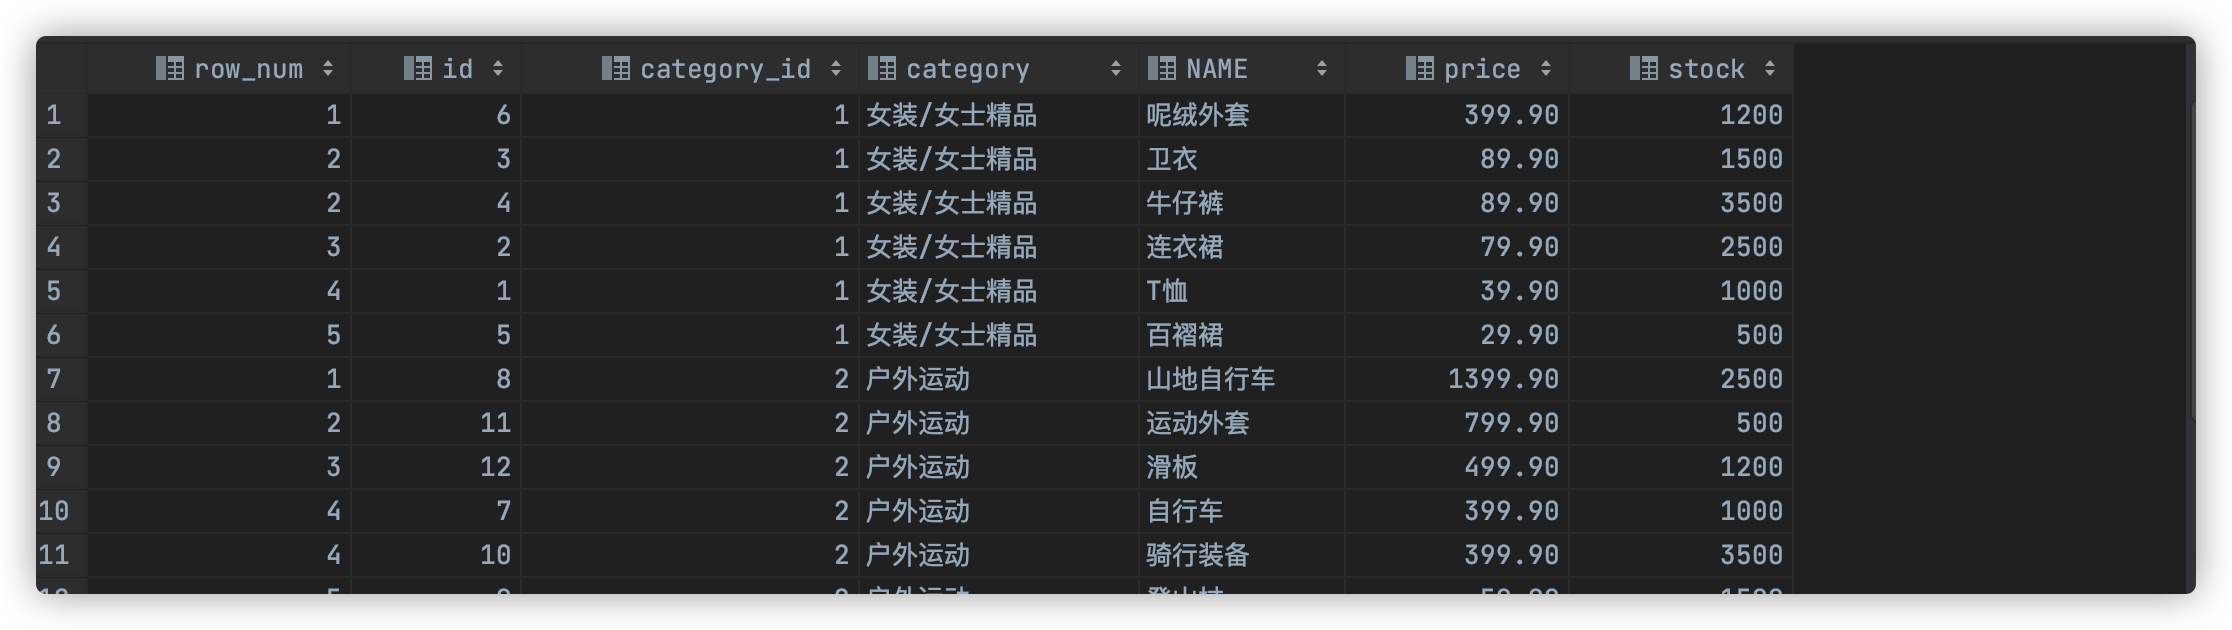 row_num id category_id category NAME price stock
1 1 6 1 女装/女士精品 呢绒外套 399.90 1200
2 2 3 1 女装/女士精品 卫衣 89.90 1500
3 2 4 1 女装/女士精品 牛仔裤 89.90 3500
4 3 2 1 女装/女士精品 连衣裙 79.90 2500
5 4 1 1 女装/女士精品 T恤 39.90 1000
6 5 5 1 女装/女士精品 百褶裙 29.90 500
7 1 8 2 户外运动 山地自行车 1399.90 2500
8 2 11 2 户外运动 运动外套 799.90 500
9 3 12 2 户外运动 滑板 499.90 1200
10 4 7 2 户外运动 自行车 399.90 1000
11 4 10 2 户外运动 骑行装备 399.90 3500